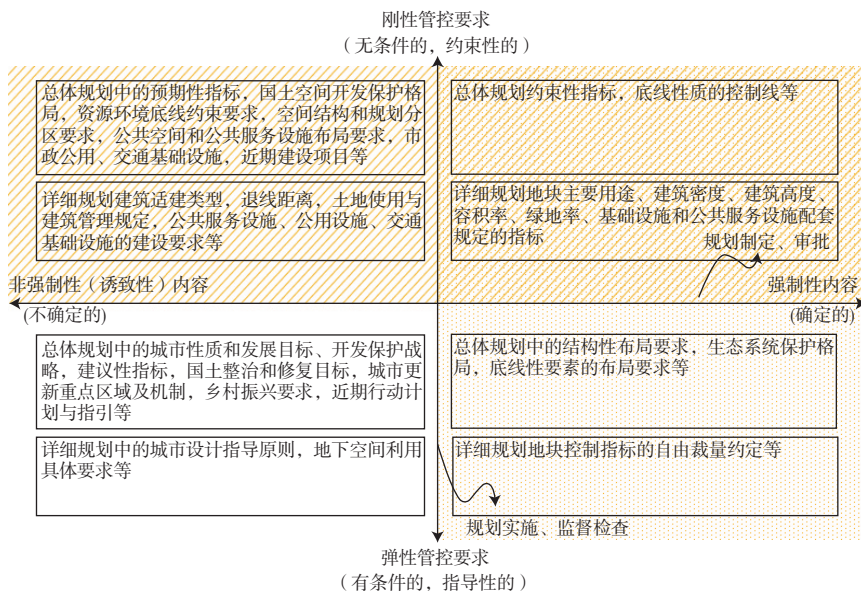 刚性管控要求
（无条件的，约束性的）
总体规划中的预期性指标，国土空间开发保护格
局，资源环境底线约束要求，空间结构和规划分
区要求，公共空间和公共服务设施布局要求，市
政公用、交通基础设施，近期建设项目等
总体规划约束性指标，底线性质的控制线等
详细规划建筑适建类型，退线距离，土地使用与
建筑管理规定，公共服务设施、公用设施、交通
基础设施的建设要求等
详细规划地块主要用途、建筑密度、建筑高度、
容积率、绿地率、基础设施和公共服务设施配套
规定的指标
规划制定、审批
非强制性（诱致性）内容
强制性内容
(不确定的)
(确定的)
总体规划中的城市性质和发展目标、开发保护战
略，建议性指标，国土整治和修复目标，城市更
新重点区域及机制，乡村振兴要求，近期行动计
划与指引等
总体规划中的结构性布局要求，生态系统保护格
局，底线性要素的布局要求等
详细规划中的城市设计指导原则，地下空间利用
具体要求等
详细规划地块控制指标的自由裁量约定等
规划实施、监督检查
弹性管控要求
（有条件的，指导性的）